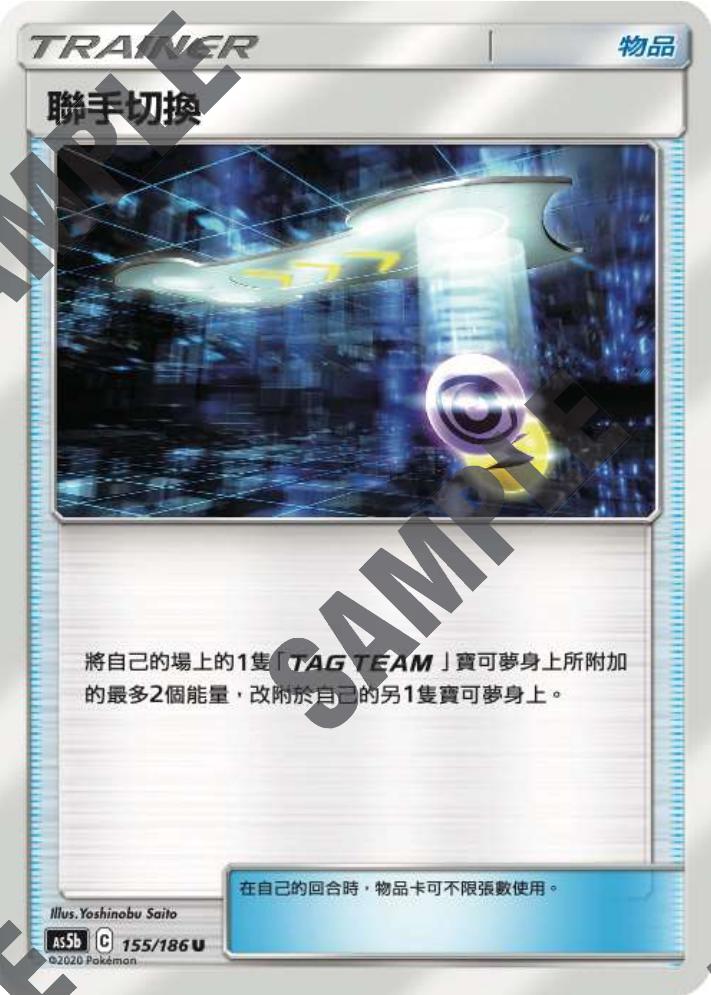 TRAINER
物品
聯手切換
將自己的場上的1隻「TAG TEAM」寶可夢身上所附加
的最多2個能量,改附於自己的另1隻寶可夢身上。
在自己的回合時,物品卡可不限張數使用。
Illus.Yoshinobu Saito
AS5b C 155/186 U
©2020 Pokémon
SAMPLE
SAMPLE